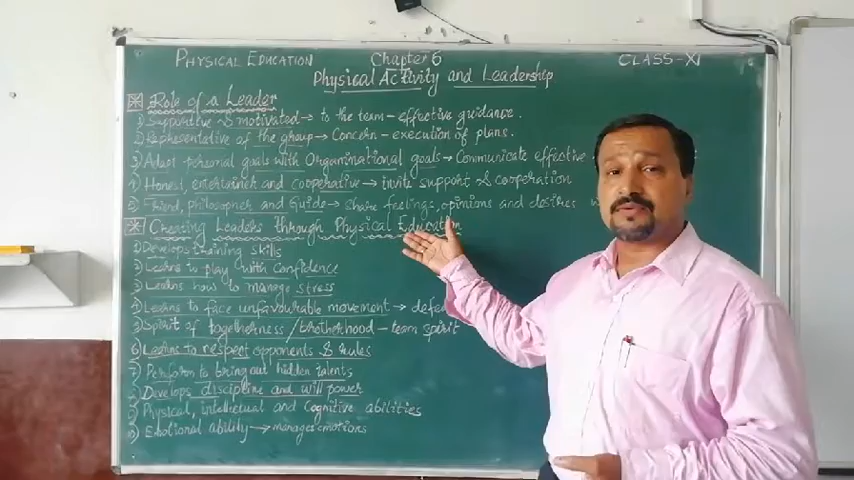 PHYSICAL EDUCATION
Chapter 6
CLASS-XI
Physical Activity and Leadership
Role of a Leader
1) Supportive & motivated → to the team - effective guidance.
2) Representative of the group → Concern - execution of plans.
3) Adapt personal goals with Organizational goals → Communicate effective
4) Honest, entertainer and cooperative → invite support & cooperation.
5) Friend, philosopher and Guide → share feelings, opinions and desires
Creating Leaders through Physical Education
1) Develops training skills
2) Learns to play with Confidence
3) Learns how to manage stress
4) Learns to face unfavourable movement → defeat
5) Spirit of togetherness / brotherhood - team spirit
6) Learns to respect opponents & rules
7) Perform to bring out hidden talents
8) Develop discipline and will power
9) Physical, intellectual and Cognitive abilities
10) Emotional ability → manages emotions